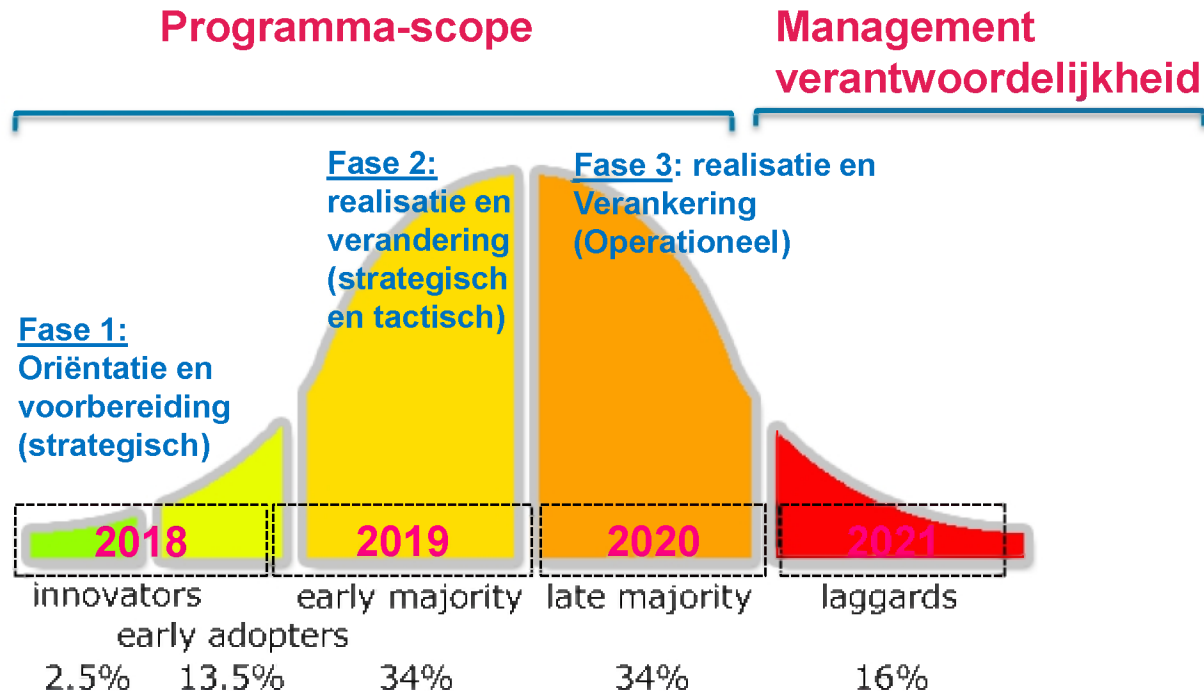 Programma-scope
Management
verantwoordelijkheid
Fase 1:
Oriëntatie en
voorbereiding
(strategisch)
Fase 2:
realisatie en
verandering
(strategisch
en tactisch)
Fase 3: realisatie en
Verankering
(Operationeel)
2018
2019
2020
2021
innovators
early adopters
early majority
late majority
laggards
2.5%
13.5%
34%
34%
16%